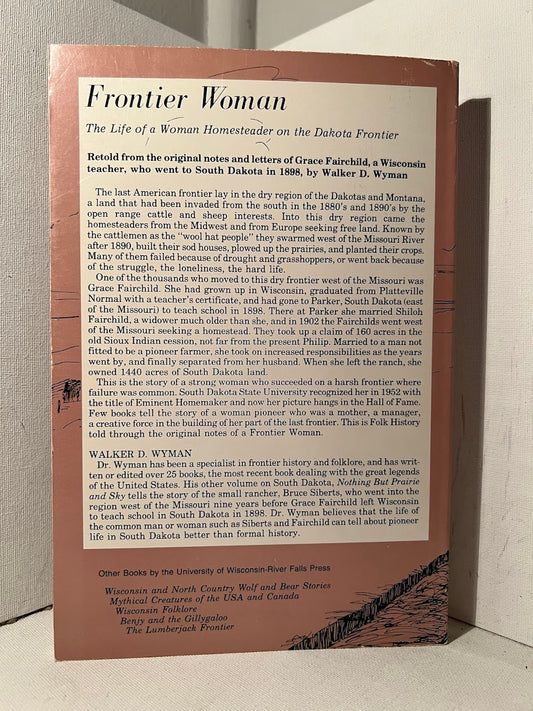 Frontier Woman
The Life of a Woman Homesteader on the Dakota Frontier
Retold from the original notes and letters of Grace Fairchild, a Wisconsin
teacher, who went to South Dakota in 1898, by Walker D. Wyman
The last American frontier lay in the dry region of the Dakotas and Montana,
a land that had been invaded from the south in the 1880's and 1890's by the
open range cattle and sheep interests. Into this dry region came the
homesteaders from the Midwest and from Europe seeking free land. Known by
the cattlemen as the "wool hat people" they swarmed west of the Missouri River
after 1890, built their sod houses, plowed up the prairies, and planted their crops.
Many of them failed because of drought and grasshoppers, or went back because
of the struggle, the loneliness, the hard life.
One of the thousands who moved to this dry frontier west of the Missouri was
Grace Fairchild. She had grown up in Wisconsin, graduated from Platteville
Normal with a teacher's certificate, and had gone to Parker, South Dakota (east
of the Missouri) to teach school in 1898. There at Parker she married Shiloh
Fairchild, a widower much older than she, and in 1902 the Fairchilds went west
of the Missouri seeking a homestead. They took up a claim of 160 acres in the
old Sioux Indian cession, not far from the present Philip. Married to a man not
fitted to be a pioneer farmer, she took on increased responsibilities as the years
went by, and finally separated from her husband. When she left the ranch, she
owned 1440 acres of South Dakota land.
This is the story of a strong woman who succeeded on a harsh frontier where
failure was common. South Dakota State University recognized her in 1952 with
the title of Eminent Homemaker and now her picture hangs in the Hall of Fame.
Few books tell the story of a woman pioneer who was a mother, a manager,
a creative force in the building of her part of the last frontier. This is Folk History
told through the original notes of a Frontier Woman.
WALKER D. WYMAN
Dr. Wyman has been a specialist in frontier history and folklore, and has writ-
ten or edited over 25 books, the most recent book dealing with the great legends
of the United States. His other volume on South Dakota, Nothing But Prairie
and Sky tells the story of the small rancher, Bruce Siberts, who went into the
region west of the Missouri nine years before Grace Fairchild left Wisconsin
to teach school in South Dakota in 1898. Dr. Wyman believes that the life of
the common man or woman such as Siberts and Fairchild can tell about pioneer
life in South Dakota better than formal history.
Other Books by the University of Wisconsin-River Falls Press
Wisconsin and North Country Wolf and Bear Stories
Mythical Creatures of the USA and Canada
Wisconsin Folklore
Benjy and the Gillygaloo
The Lumberjack Frontier